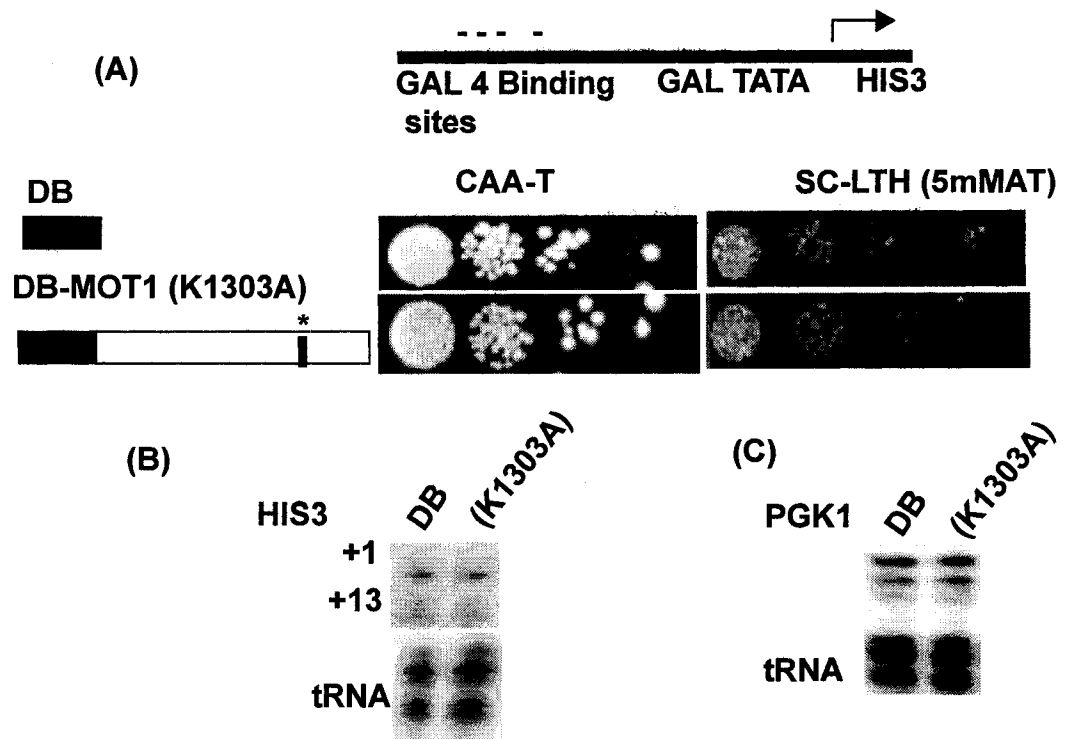 (A)
GAL 4 Binding sites
GAL TATA
HIS3
CAA-T
SC-LTH (5mMAT)
DB
DB-MOT1 (K1303A)
*
(B)
HIS3
DB
(K1303A)
+1
+13
tRNA
(C)
PGK1
DB
(K1303A)
tRNA